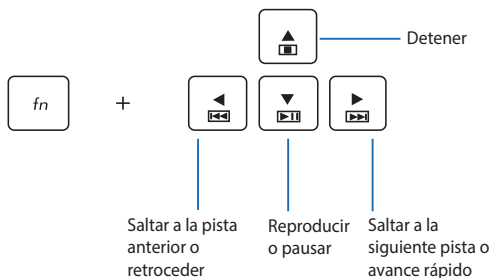 Detener
fn +
Saltar a la pista
anterior o
retroceder
Reproducir
o pausar
Saltar a la
siguiente pista o
avance rápido